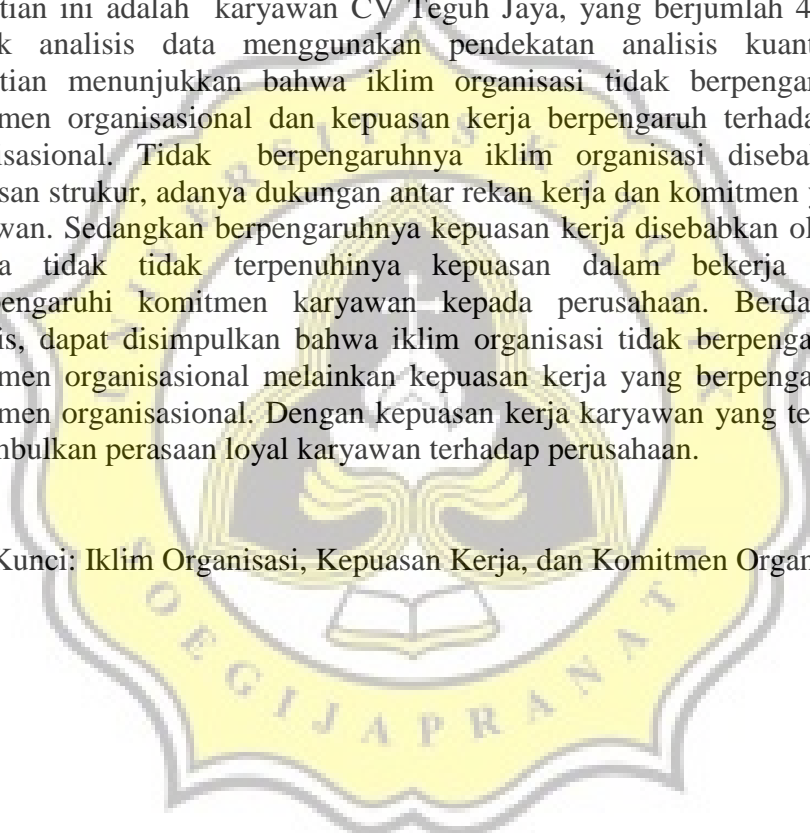 tian ini adalah karyawan CV Teguh Jaya, yang berjumlah 4
k analisis data menggunakan pendekatan analisis kuant
tian menunjukkan bahwa iklim organisasi tidak berpengar
men organisasional dan kepuasan kerja berpengaruh terhada
isasional. Tidak berpengaruhnya iklim organisasi diseba
san strukur, adanya dukungan antar rekan kerja dan komitmen
wan. Sedangkan berpengaruhnya kepuasan kerja disebabkan ol
a tidak tidak terpenuhinya kepuasan dalam bekerja
pengaruhi komitmen karyawan kepada perusahaan. Berda
is, dapat disimpulkan bahwa iklim organisasi tidak berpenga
men organisasional melainkan kepuasan kerja yang berpenga
men organisasional. Dengan kepuasan kerja karyawan yang te
mbulkan perasaan loyal karyawan terhadap perusahaan.
Kunci: Iklim Organisasi, Kepuasan Kerja, dan Komitmen Organ
UNIVERSITAS KATOLIK
SOEGIJAPRANATA